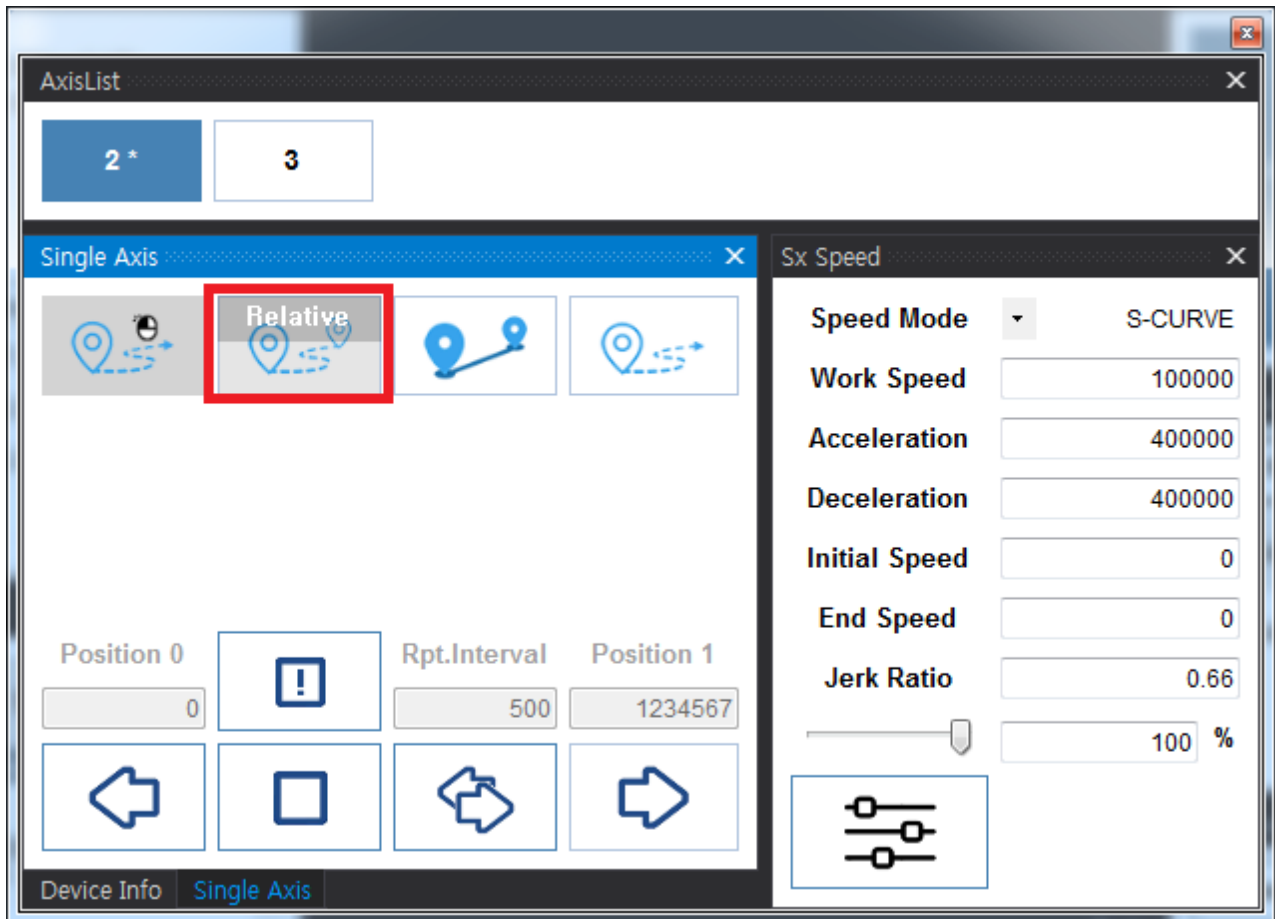 AxisList
2 *
3
Single Axis
Relative
Position 0
Rpt.Interval
Position 1
0
500
1234567
Device Info
Single Axis
Sx Speed
Speed Mode
S-CURVE
Work Speed
100000
Acceleration
400000
Deceleration
400000
Initial Speed
0
End Speed
0
Jerk Ratio
0.66
100 %